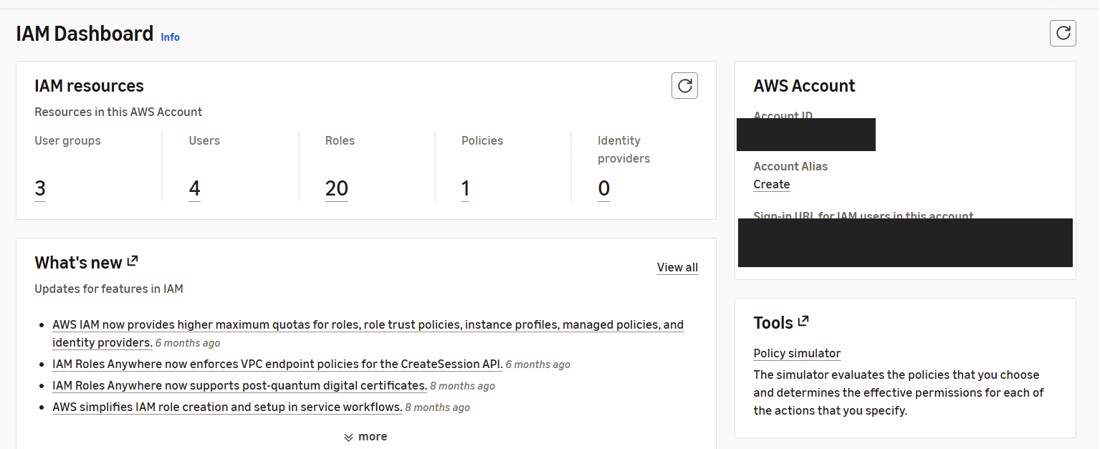 IAM Dashboard Info
IAM resources
Resources in this AWS Account
User groups
3
Users
4
Roles
20
Policies
1
Identity
providers
0
What's new
View all
Updates for features in IAM
AWS IAM now provides higher maximum quotas for roles, role trust policies, instance profiles, managed policies, and
identity providers. 6 months ago
IAM Roles Anywhere now enforces VPC endpoint policies for the CreateSession API. 6 months ago
IAM Roles Anywhere now supports post-quantum digital certificates. 8 months ago
AWS simplifies IAM role creation and setup in service workflows. 8 months ago
more
AWS Account
Account ID
Account Alias
Create
Sign-in URL for IAM users in this account
Tools
Policy simulator
The simulator evaluates the policies that you choose
and determines the effective permissions for each of
the actions that you specify.